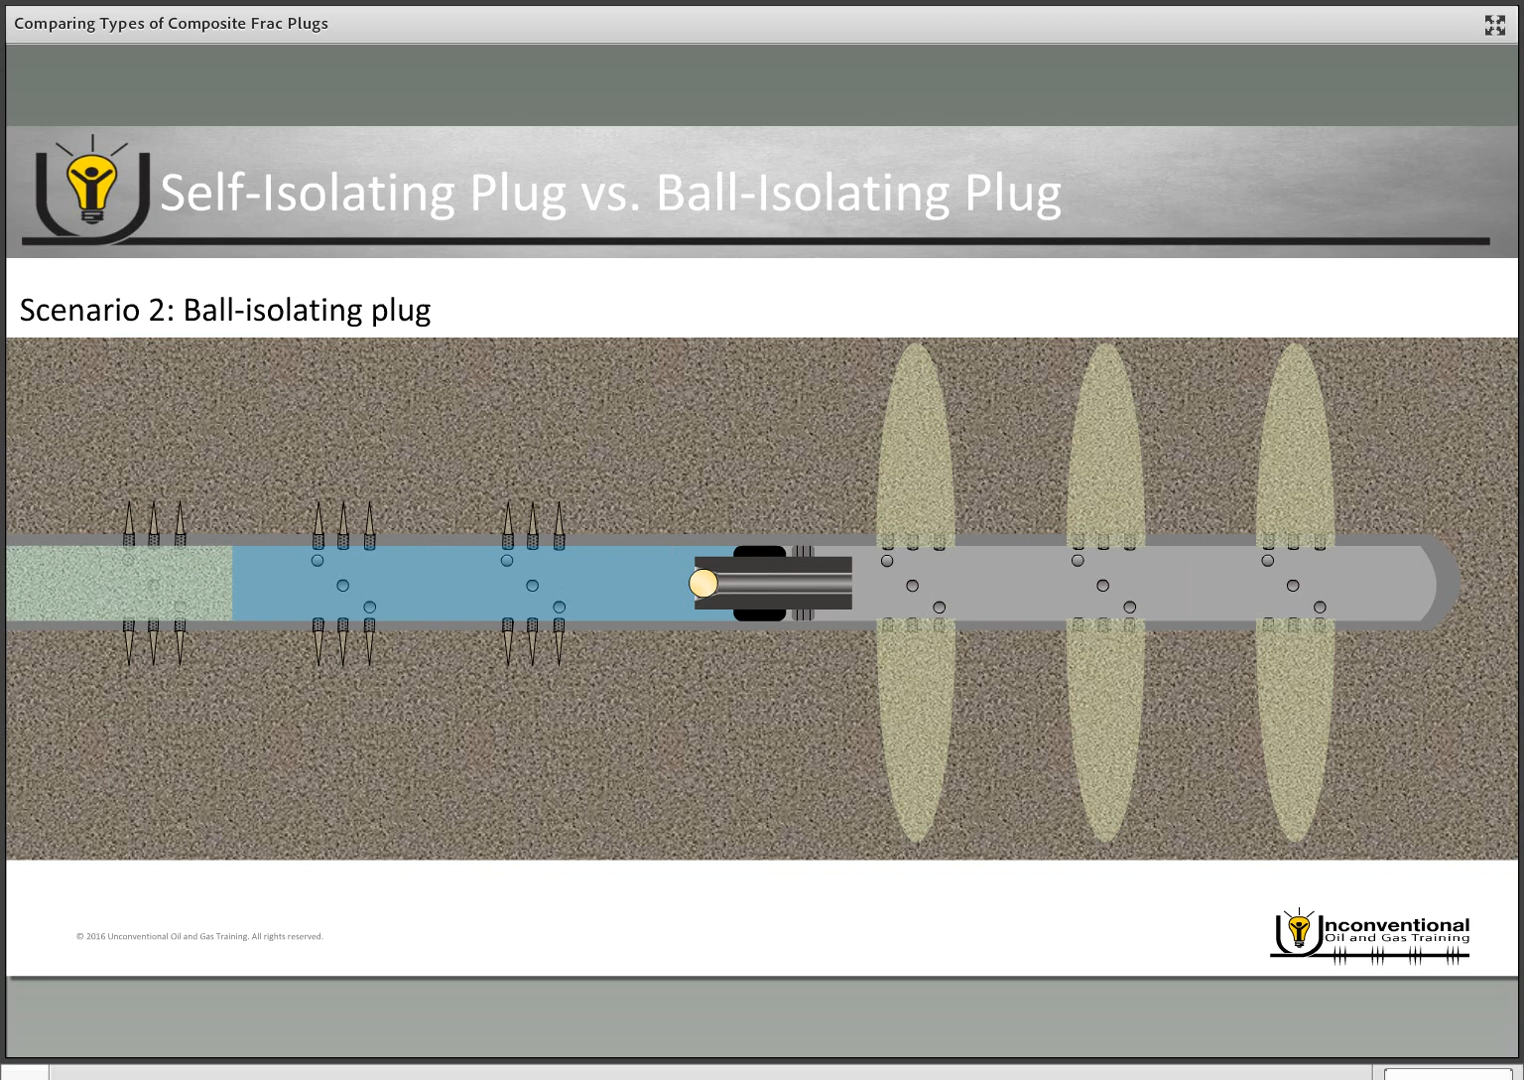 Comparing Types of Composite Frac Plugs
Self-Isolating Plug vs. Ball-Isolating Plug
Scenario 2: Ball-isolating plug
© 2016 Unconventional Oil and Gas Training. All rights reserved.
Unconventional
Oil and Gas Training